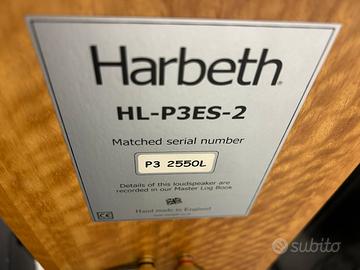 Harbeth
HL-P3ES-2
Matched serial number
P3 2550L
Details of this loudspeaker are
recorded in our Master Log Book
Hand made in England
CE
subito